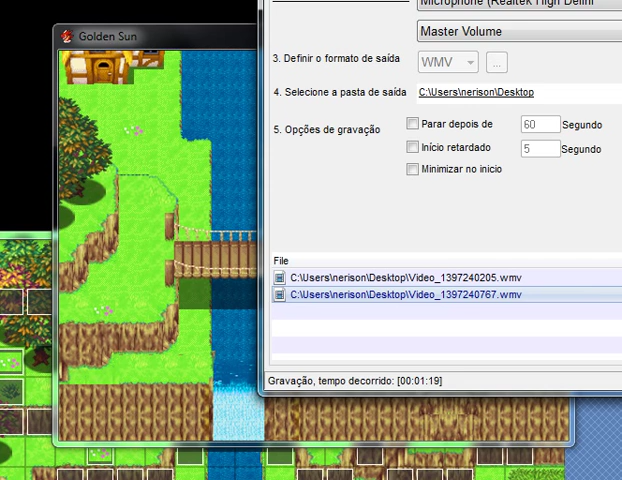 Golden Sun
Microphone (Realtek High Defini
Master Volume
3. Definir o formato de saída
WMV
...
4. Selecione a pasta de saída
C:\Users\nerison\Desktop
5. Opções de gravação
Parar depois de 60 Segundo
Início retardado 5 Segundo
Minimizar no inicio
File
C:\Users\nerison\Desktop\Video_1397240205.wmv
C:\Users\nerison\Desktop\Video_1397240767.wmv
Gravação, tempo decorrido: [00:01:19]